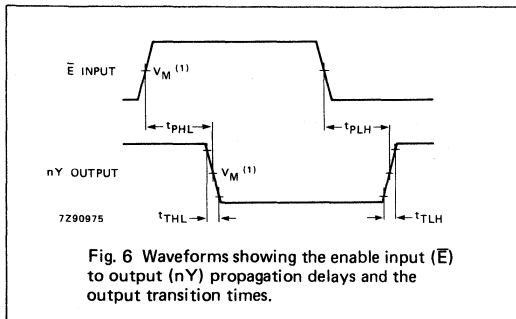 E̅ INPUT
V_M (1)
t_PHL
t_PLH
nY OUTPUT
V_M (1)
7Z90975
t_THL
t_TLH
Fig. 6 Waveforms showing the enable input (E̅)
to output (nY) propagation delays and the
output transition times.